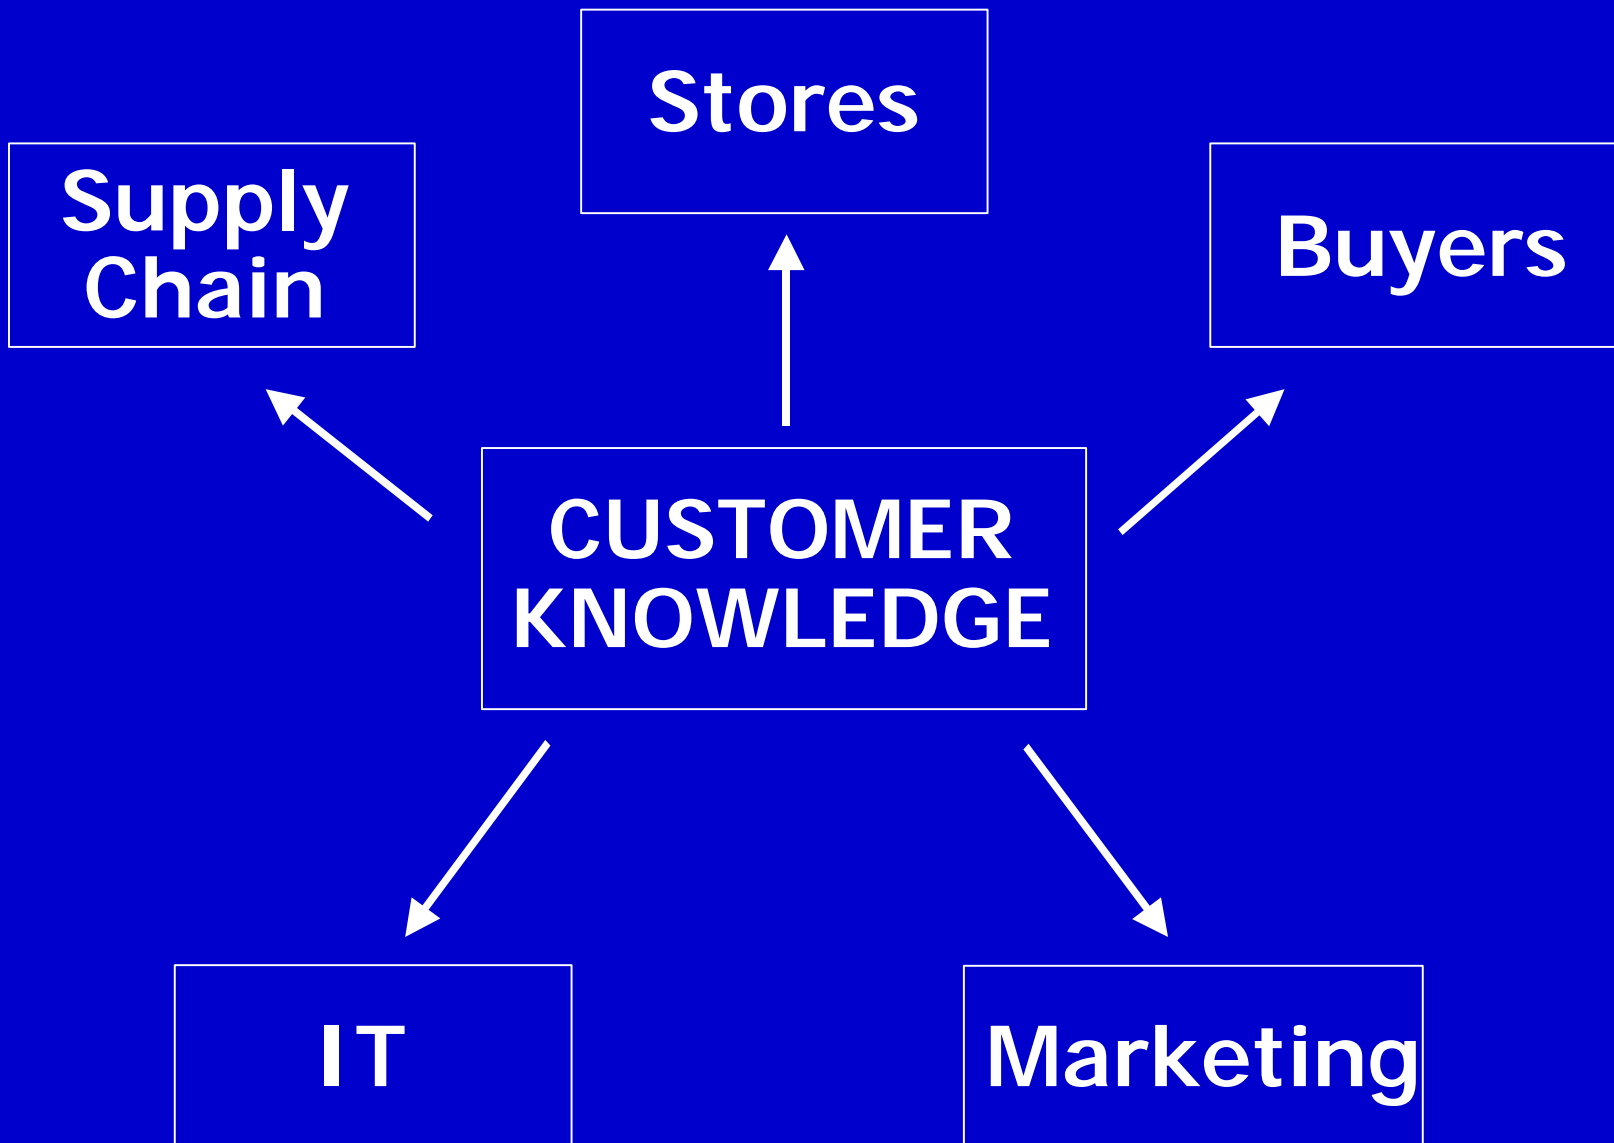 Stores
Supply
Chain
Buyers
CUSTOMER
KNOWLEDGE
IT
Marketing